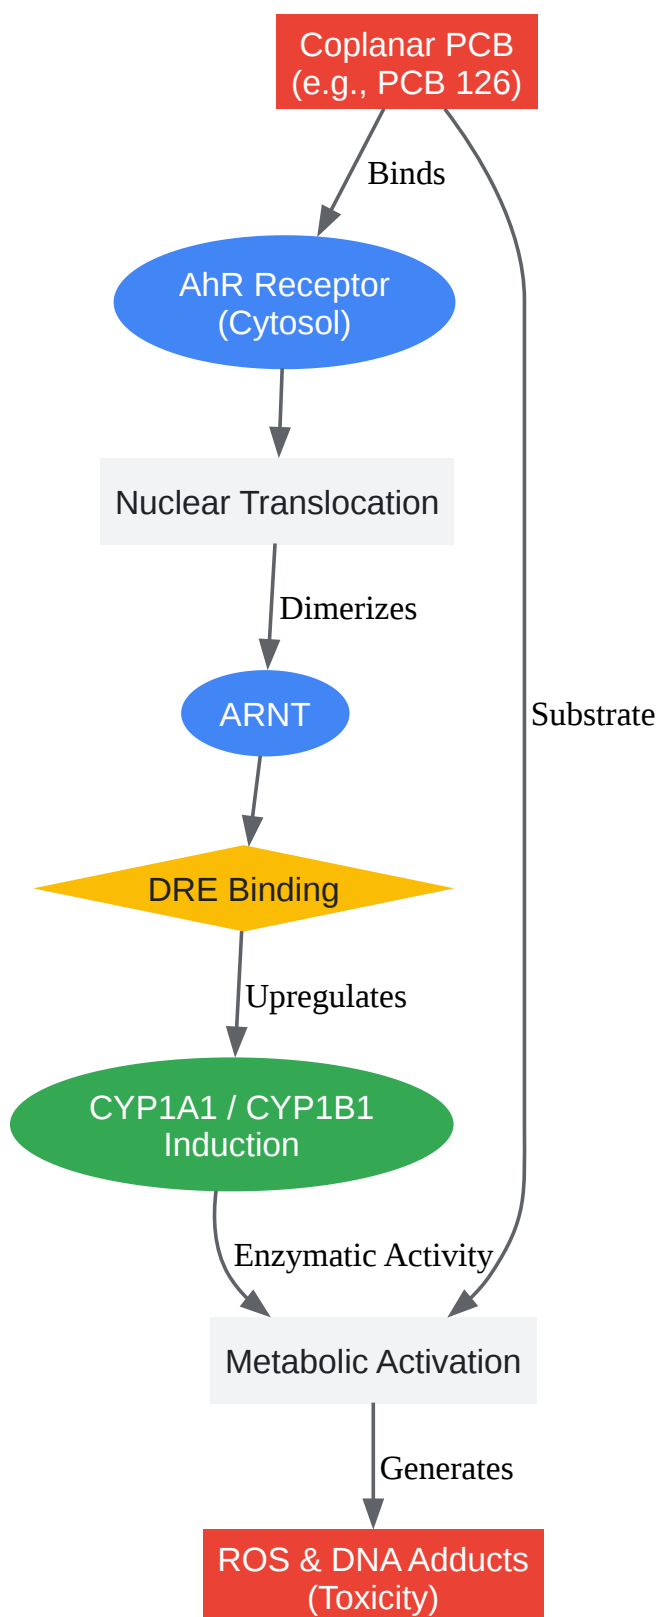 Coplanar PCB
(e.g., PCB 126)
Binds
AhR Receptor
(Cytosol)
Nuclear Translocation
Dimerizes
ARNT
Substrate
DRE Binding
Upregulates
CYP1A1 / CYP1B1
Induction
Enzymatic Activity
Metabolic Activation
Generates
ROS & DNA Adducts
(Toxicity)